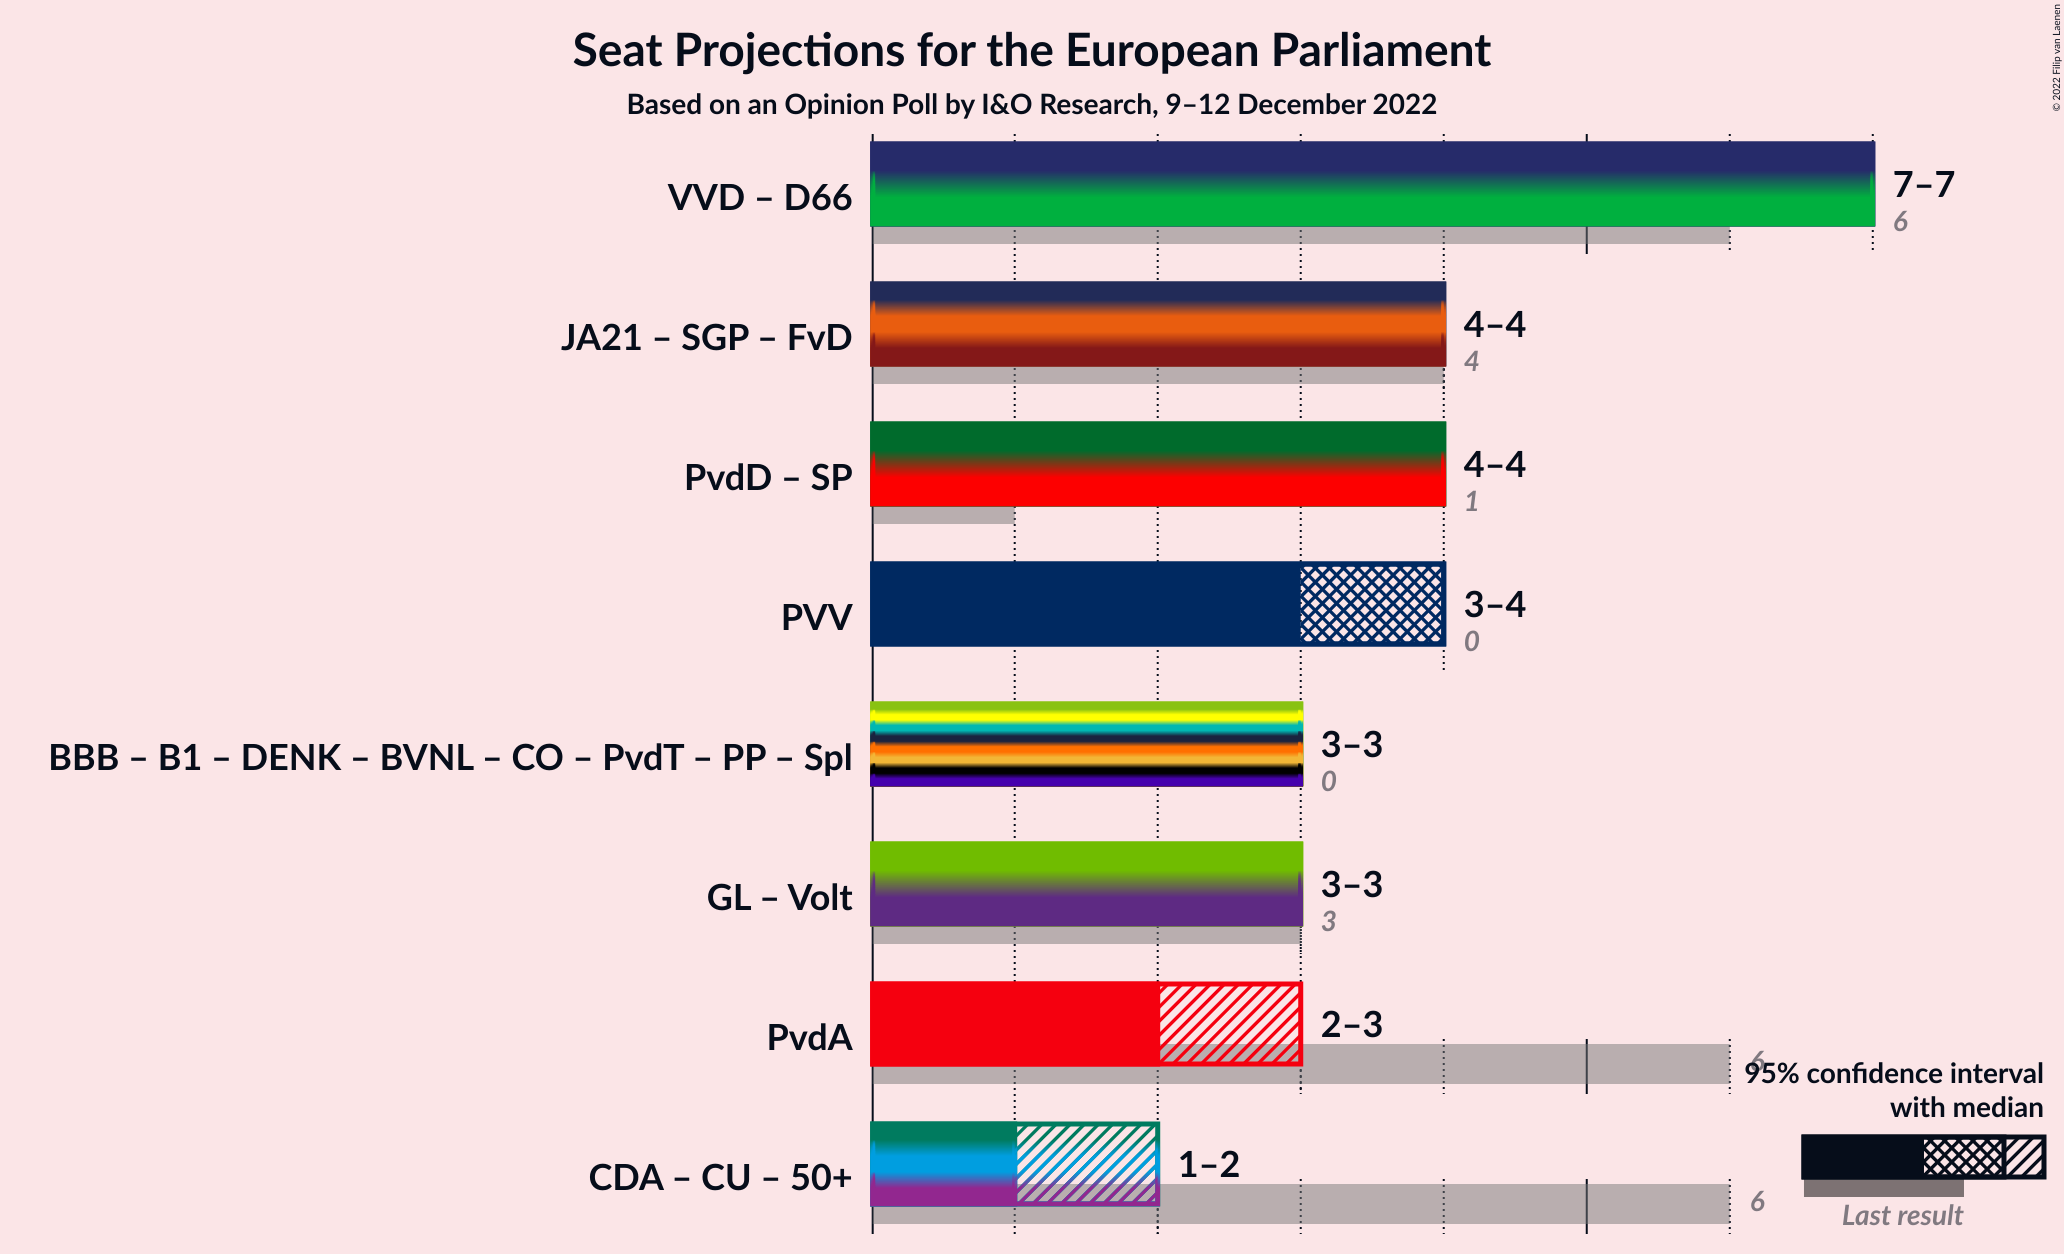 Seat Projections for the European Parliament
Based on an Opinion Poll by I&O Research, 9–12 December 2022
© 2022 Filip van Laenen
VVD – D66
7–7
6
JA21 – SGP – FvD
4–4
4
PvdD – SP
4–4
1
PVV
3–4
0
BBB – B1 – DENK – BVNL – CO – PvdT – PP – Spl
3–3
0
GL – Volt
3–3
3
PvdA
2–3
6
CDA – CU – 50+
1–2
6
95% confidence interval
with median
Last result